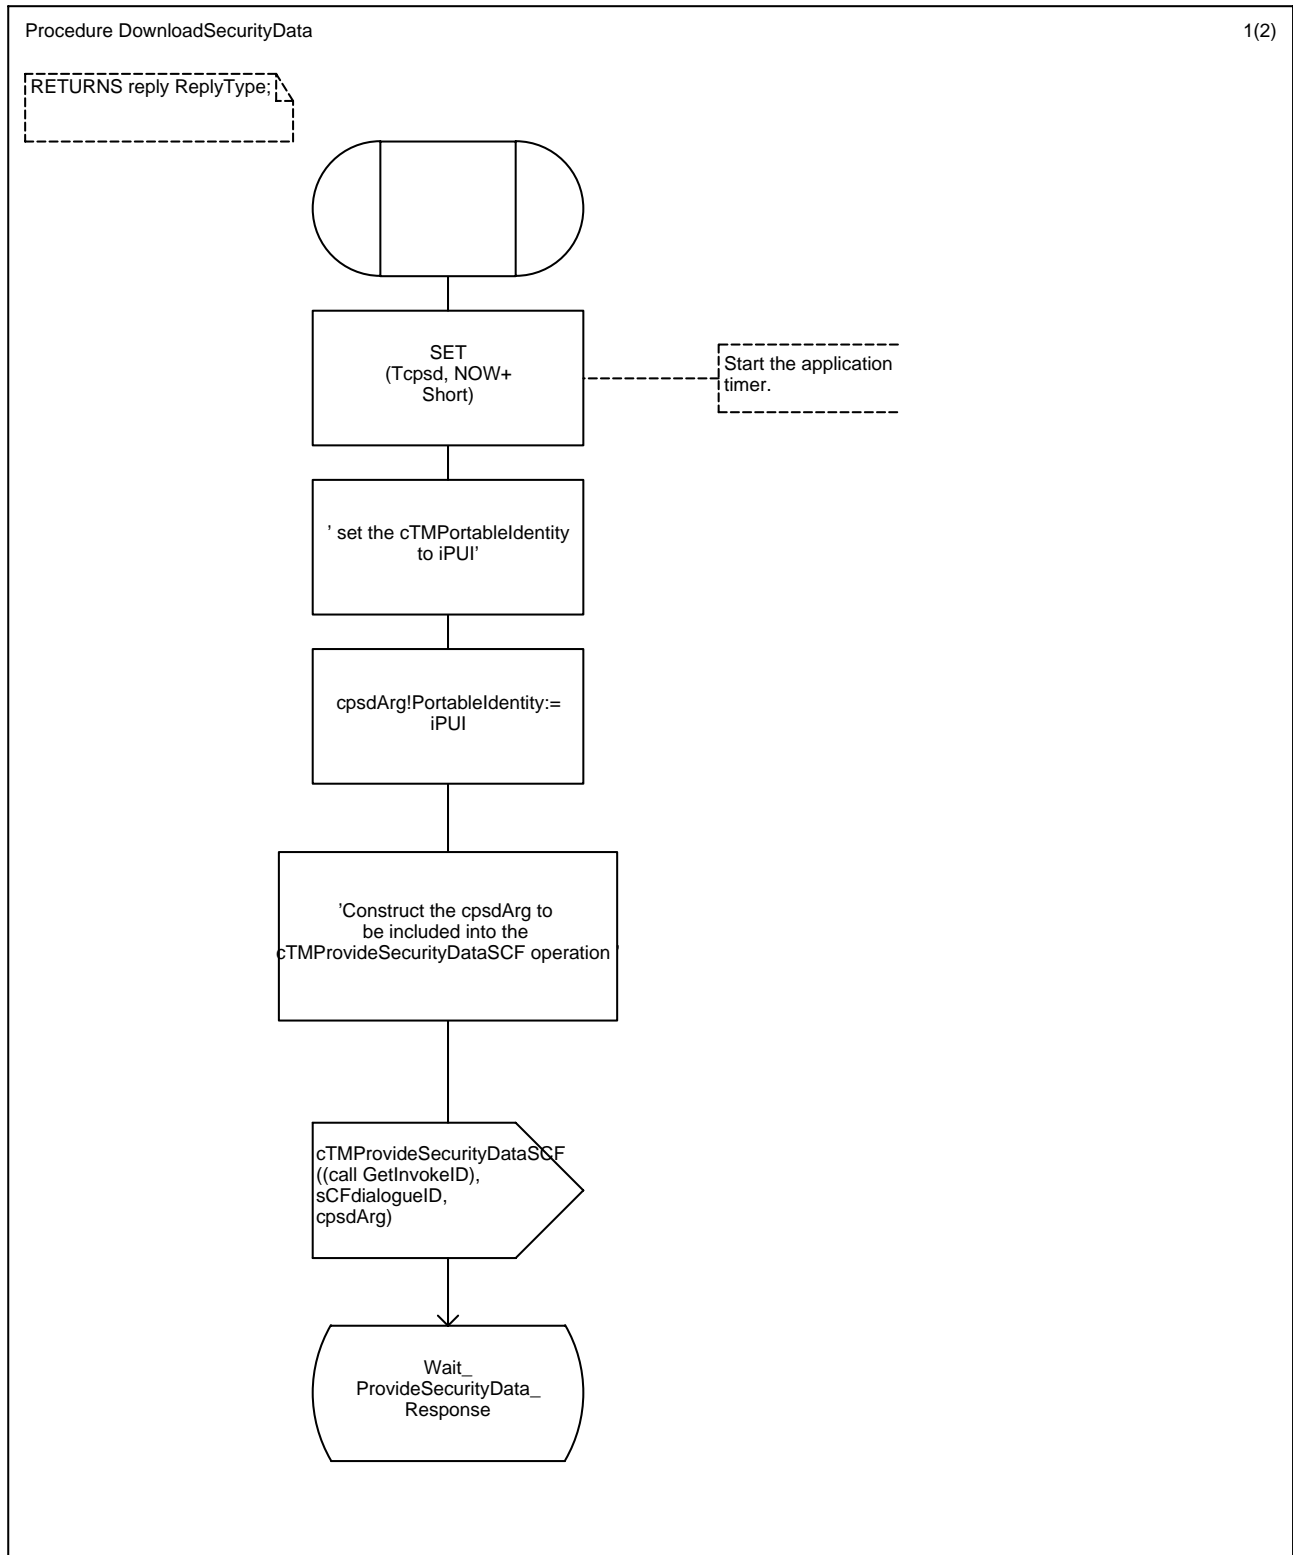 Procedure DownloadSecurityData
1(2)
RETURNS reply ReplyType;
SET
(Tcpsd, NOW+
Short)
Start the application
timer.
’ set the cTMPortableIdentity
to iPUI’
cpsdArg!PortableIdentity:=
iPUI
’Construct the cpsdArg to
be included into the
cTMProvideSecurityDataSCF operation ’
cTMProvideSecurityDataSCF
((call GetInvokeID),
sCFdialogueID,
cpsdArg)
Wait_
ProvideSecurityData_
Response